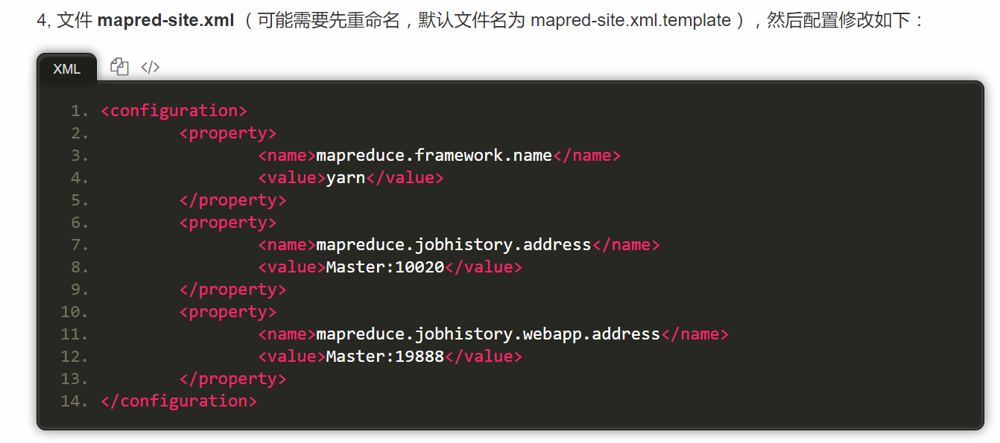 4, 文件 mapred-site.xml （可能需要先重命名，默认文件名为 mapred-site.xml.template），然后配置修改如下：
XML </>
1. <configuration>
2.         <property>
3.                 <name>mapreduce.framework.name</name>
4.                 <value>yarn</value>
5.         </property>
6.         <property>
7.                 <name>mapreduce.jobhistory.address</name>
8.                 <value>Master:10020</value>
9.         </property>
10.         <property>
11.                 <name>mapreduce.jobhistory.webapp.address</name>
12.                 <value>Master:19888</value>
13.         </property>
14. </configuration>